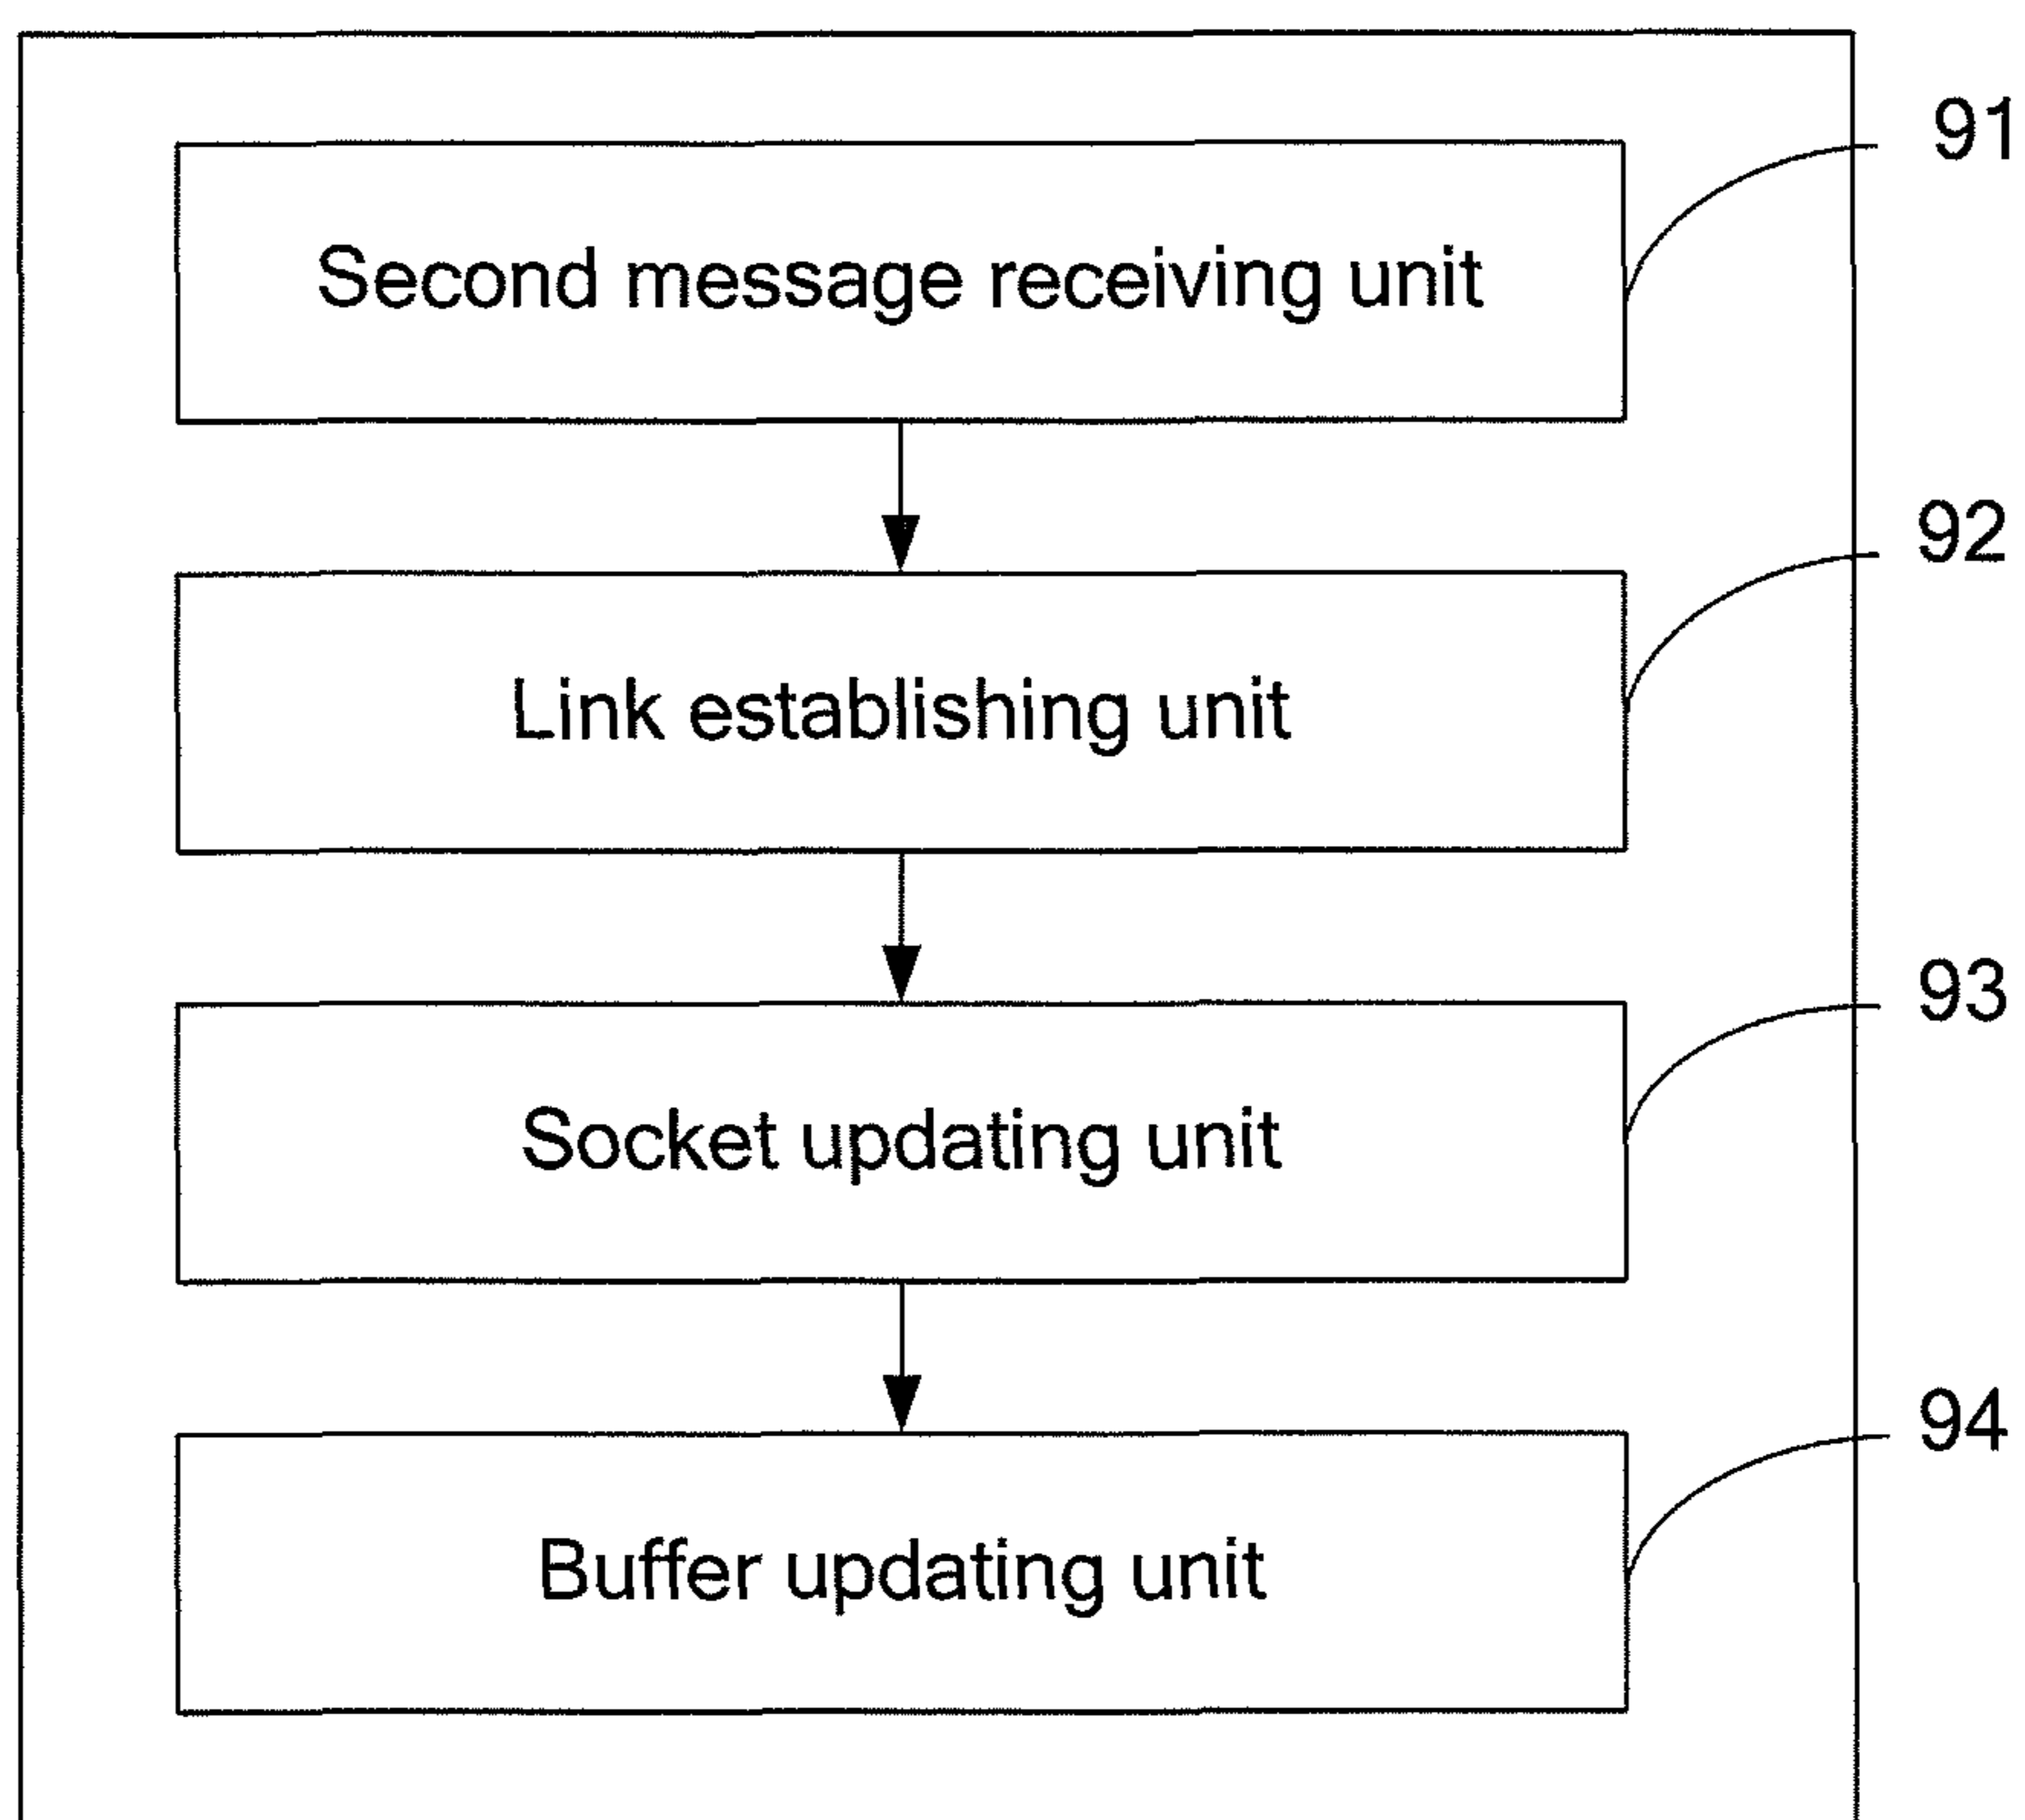 91
Second message receiving unit
92
Link establishing unit
93
Socket updating unit
94
Buffer updating unit